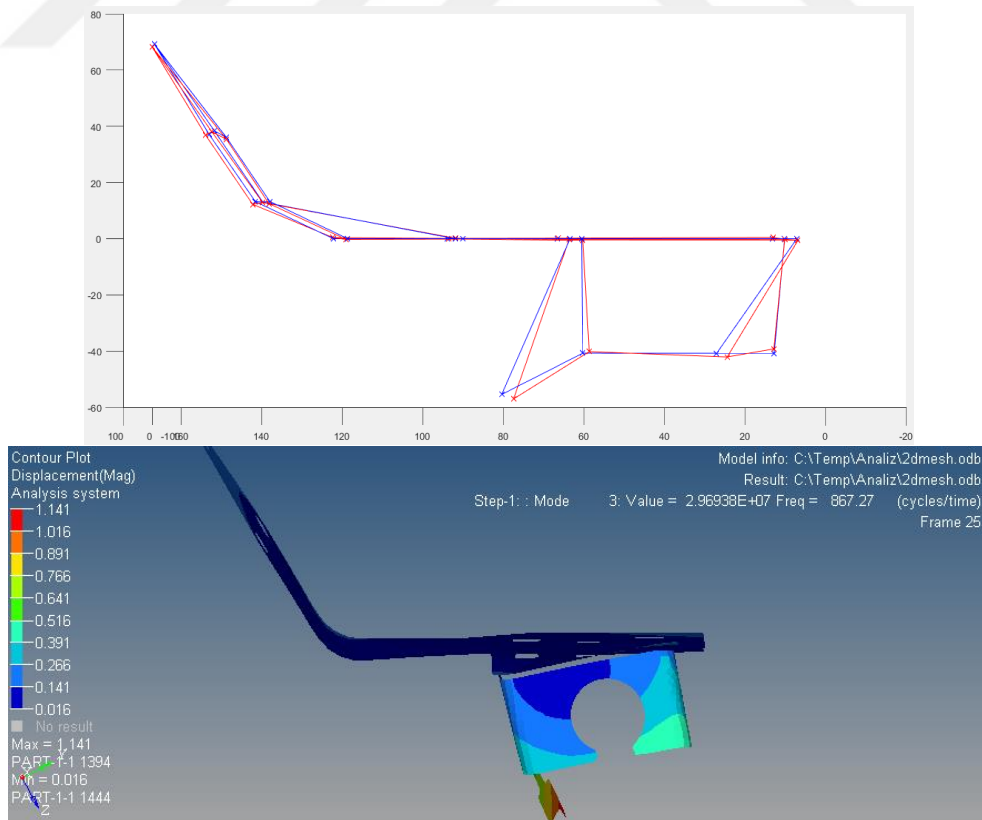 80
60
40
20
0
-20
-40
-60
100 0 -100 160 140 120 100 80 60 40 20 0 -20
Contour Plot
Displacement(Mag)
Analysis system
1.141
1.016
0.891
0.766
0.641
0.516
0.391
0.266
0.141
0.016
No result
Max = 1.141
PART-1-1 1394
Min = 0.016
PART-1-1 1444
Y
Z
Model info: C:\Temp\Analiz\2dmesh.odb
Result: C:\Temp\Analiz\2dmesh.odb
Step-1: : Mode 3: Value = 2.96938E+07 Freq = 867.27 (cycles/time)
Frame 25